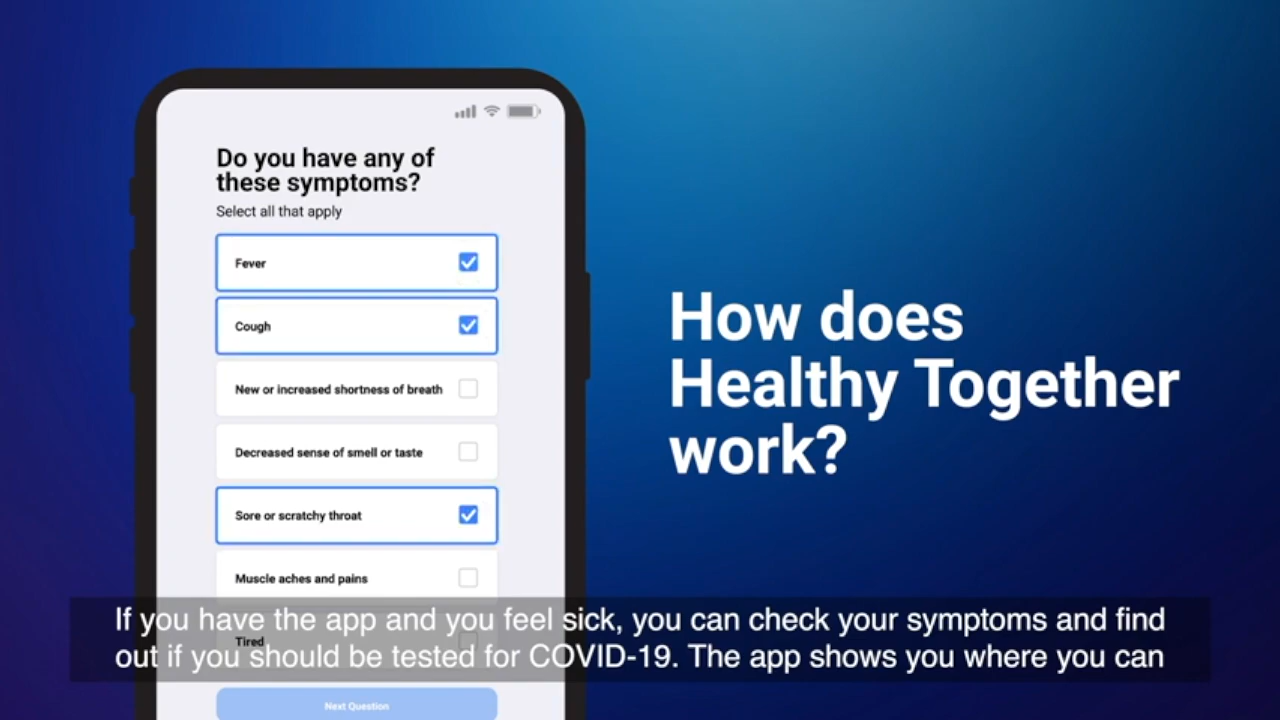 Do you have any of
these symptoms?
Select all that apply
Fever
Cough
New or increased shortness of breath
Decreased sense of smell or taste
Sore or scratchy throat
Muscle aches and pains
Tired
Next Question
How does
Healthy Together
work?
If you have the app and you feel sick, you can check your symptoms and find
out if you should be tested for COVID-19. The app shows you where you can